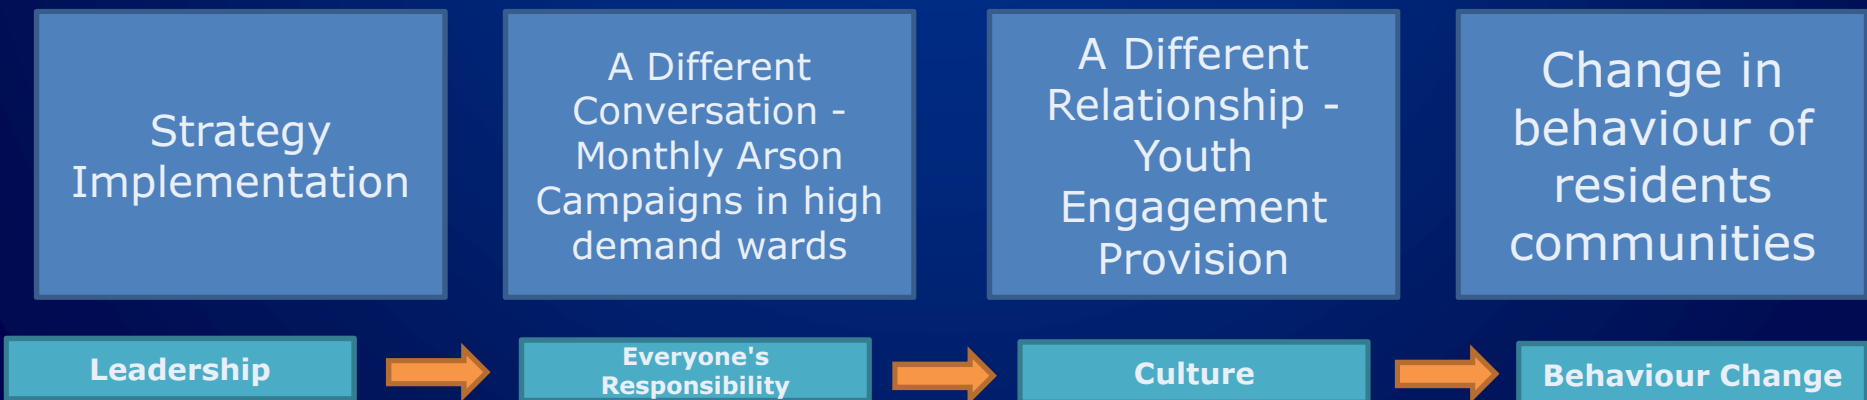 Strategy
Implementation
A Different
Conversation -
Monthly Arson
Campaigns in high
demand wards
A Different
Relationship -
Youth
Engagement
Provision
Change in
behaviour of
residents
communities
Leadership
Everyone's
Responsibility
Culture
Behaviour Change